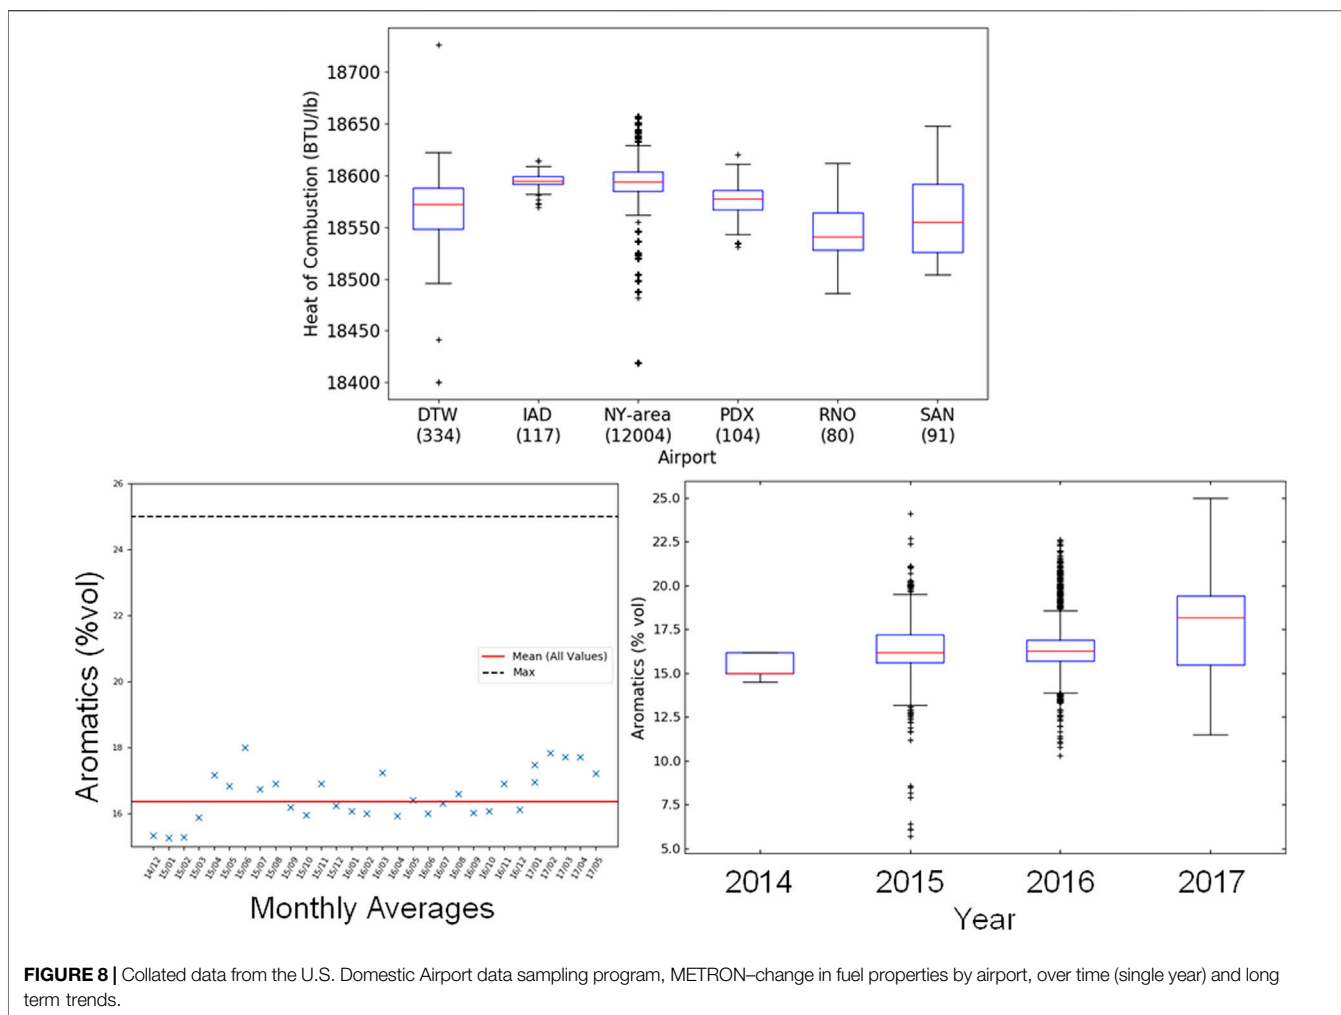 18700
18650
18600
18550
18500
18450
18400
Heat of Combustion (BTU/lb)
DTW IAD NY-area PDX RNO SAN
(334) (117) (12004) (104) (80) (91)
Airport
26
24
22
20
18
16
Aromatics (%vol)
Mean (All Values)
Max
14/12 15/01 15/02 15/03 15/04 15/05 15/06 15/07 15/08 15/09 15/10 15/11 15/12 16/01 16/02 16/03 16/04 16/05 16/06 16/07 16/08 16/09 16/10 16/11 16/12 17/01 17/02 17/03 17/04 17/05
Monthly Averages
25.0
22.5
20.0
17.5
15.0
12.5
10.0
7.5
5.0
Aromatics (% vol)
2014 2015 2016 2017
Year
FIGURE 8 | Collated data from the U.S. Domestic Airport data sampling program, METRON–change in fuel properties by airport, over time (single year) and long
term trends.